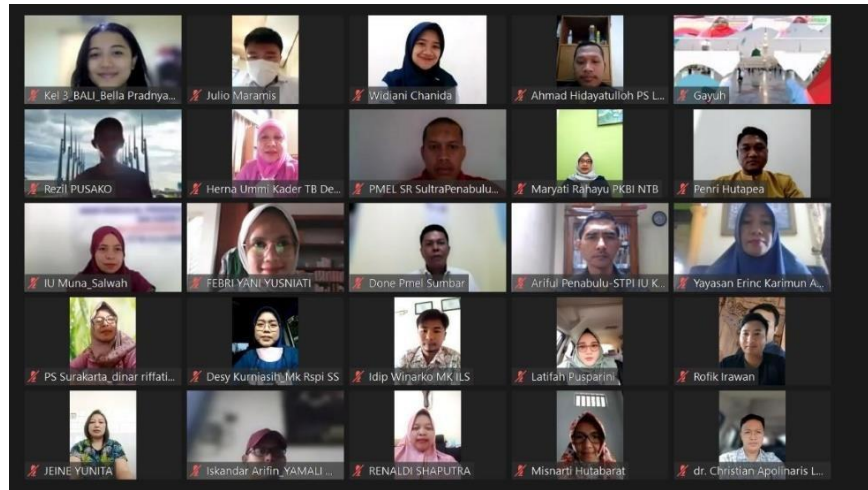 Kel 3_BALI_Bella Pradnya...
Julio Maramis
Widiani Chanida
Ahmad Hidayatulloh PS L...
Gayuh
Rezil PUSAKO
Herna Ummi Kader TB De...
PMEL SR SultraPenabulu...
Maryati Rahayu PKBI NTB
Penri Hutapea
IU Muna_Salwah
FEBRI YANI YUSNIATI
Done Pmel Sumbar
Ariful Penabulu-STPI IU K...
Yayasan Erinc Karimun A...
PS Surakarta_dinar riffati...
Desy Kurniasih_Mk Rspi SS
Idip Winarko MK ILS
Latifah Pusparini
Rofik Irawan
JEINE YUNITA
Iskandar Arifin_YAMALI ...
RENALDI SHAPUTRA
Misnarti Hutabarat
dr. Christian Apolinaris L...